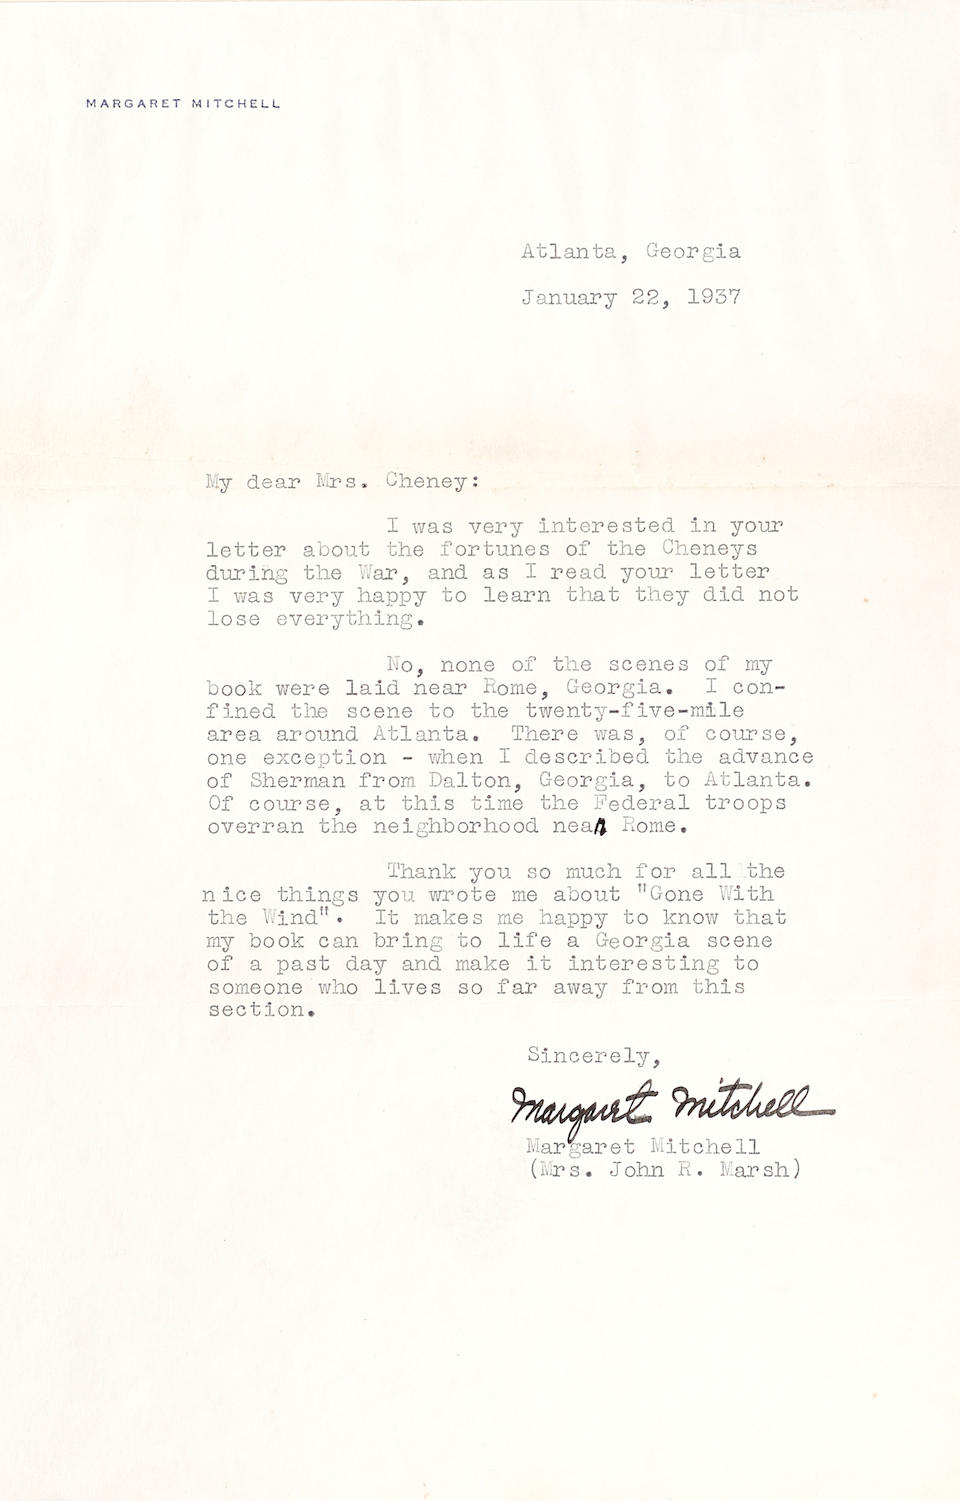 MARGARET MITCHELL
Atlanta, Georgia
January 22, 1937
My dear Mrs. Cheney:
I was very interested in your
letter about the fortunes of the Cheneys
during the War, and as I read your letter
I was very happy to learn that they did not
lose everything.
No, none of the scenes of my
book were laid near Rome, Georgia. I con-
fined the scene to the twenty-five-mile
area around Atlanta. There was, of course,
one exception - when I described the advance
of Sherman from Dalton, Georgia, to Atlanta.
Of course, at this time the Federal troops
overran the neighborhood near Rome.
Thank you so much for all the
nice things you wrote me about "Gone With
the Wind". It makes me happy to know that
my book can bring to life a Georgia scene
of a past day and make it interesting to
someone who lives so far away from this
section.
Sincerely,
Margaret Mitchell
Margaret Mitchell
(Mrs. John R. Marsh)